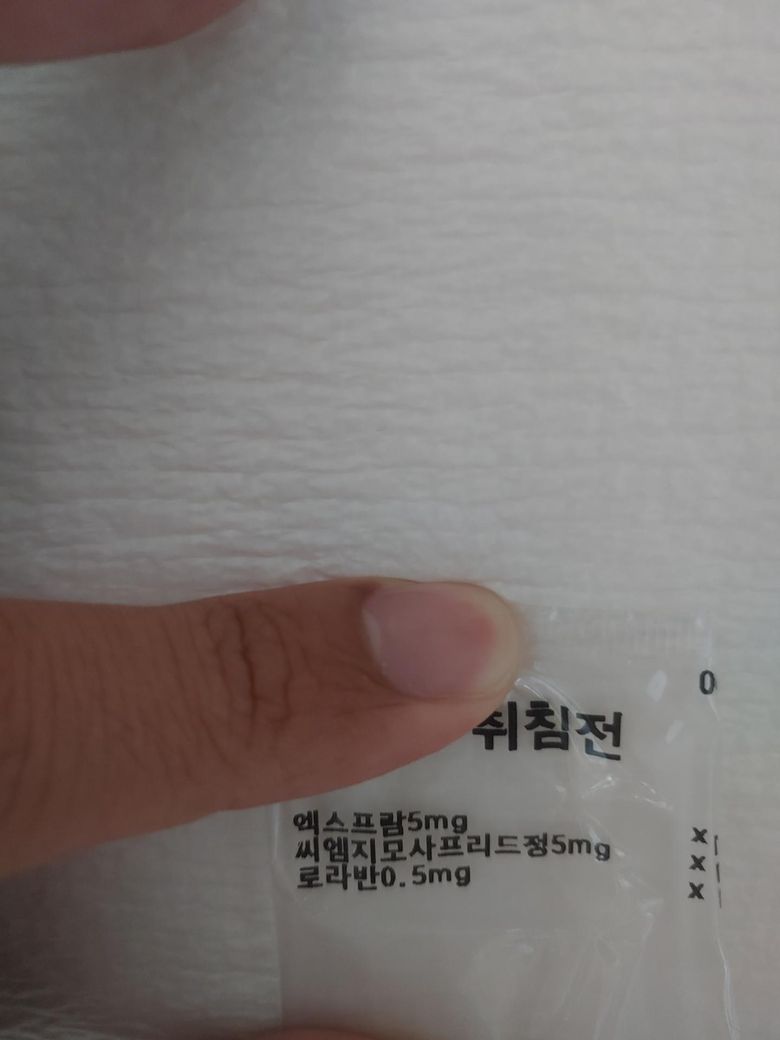 0
취침전
엑스프람5mg x
씨엠지모사프리드정5mg x
로라반0.5mg x